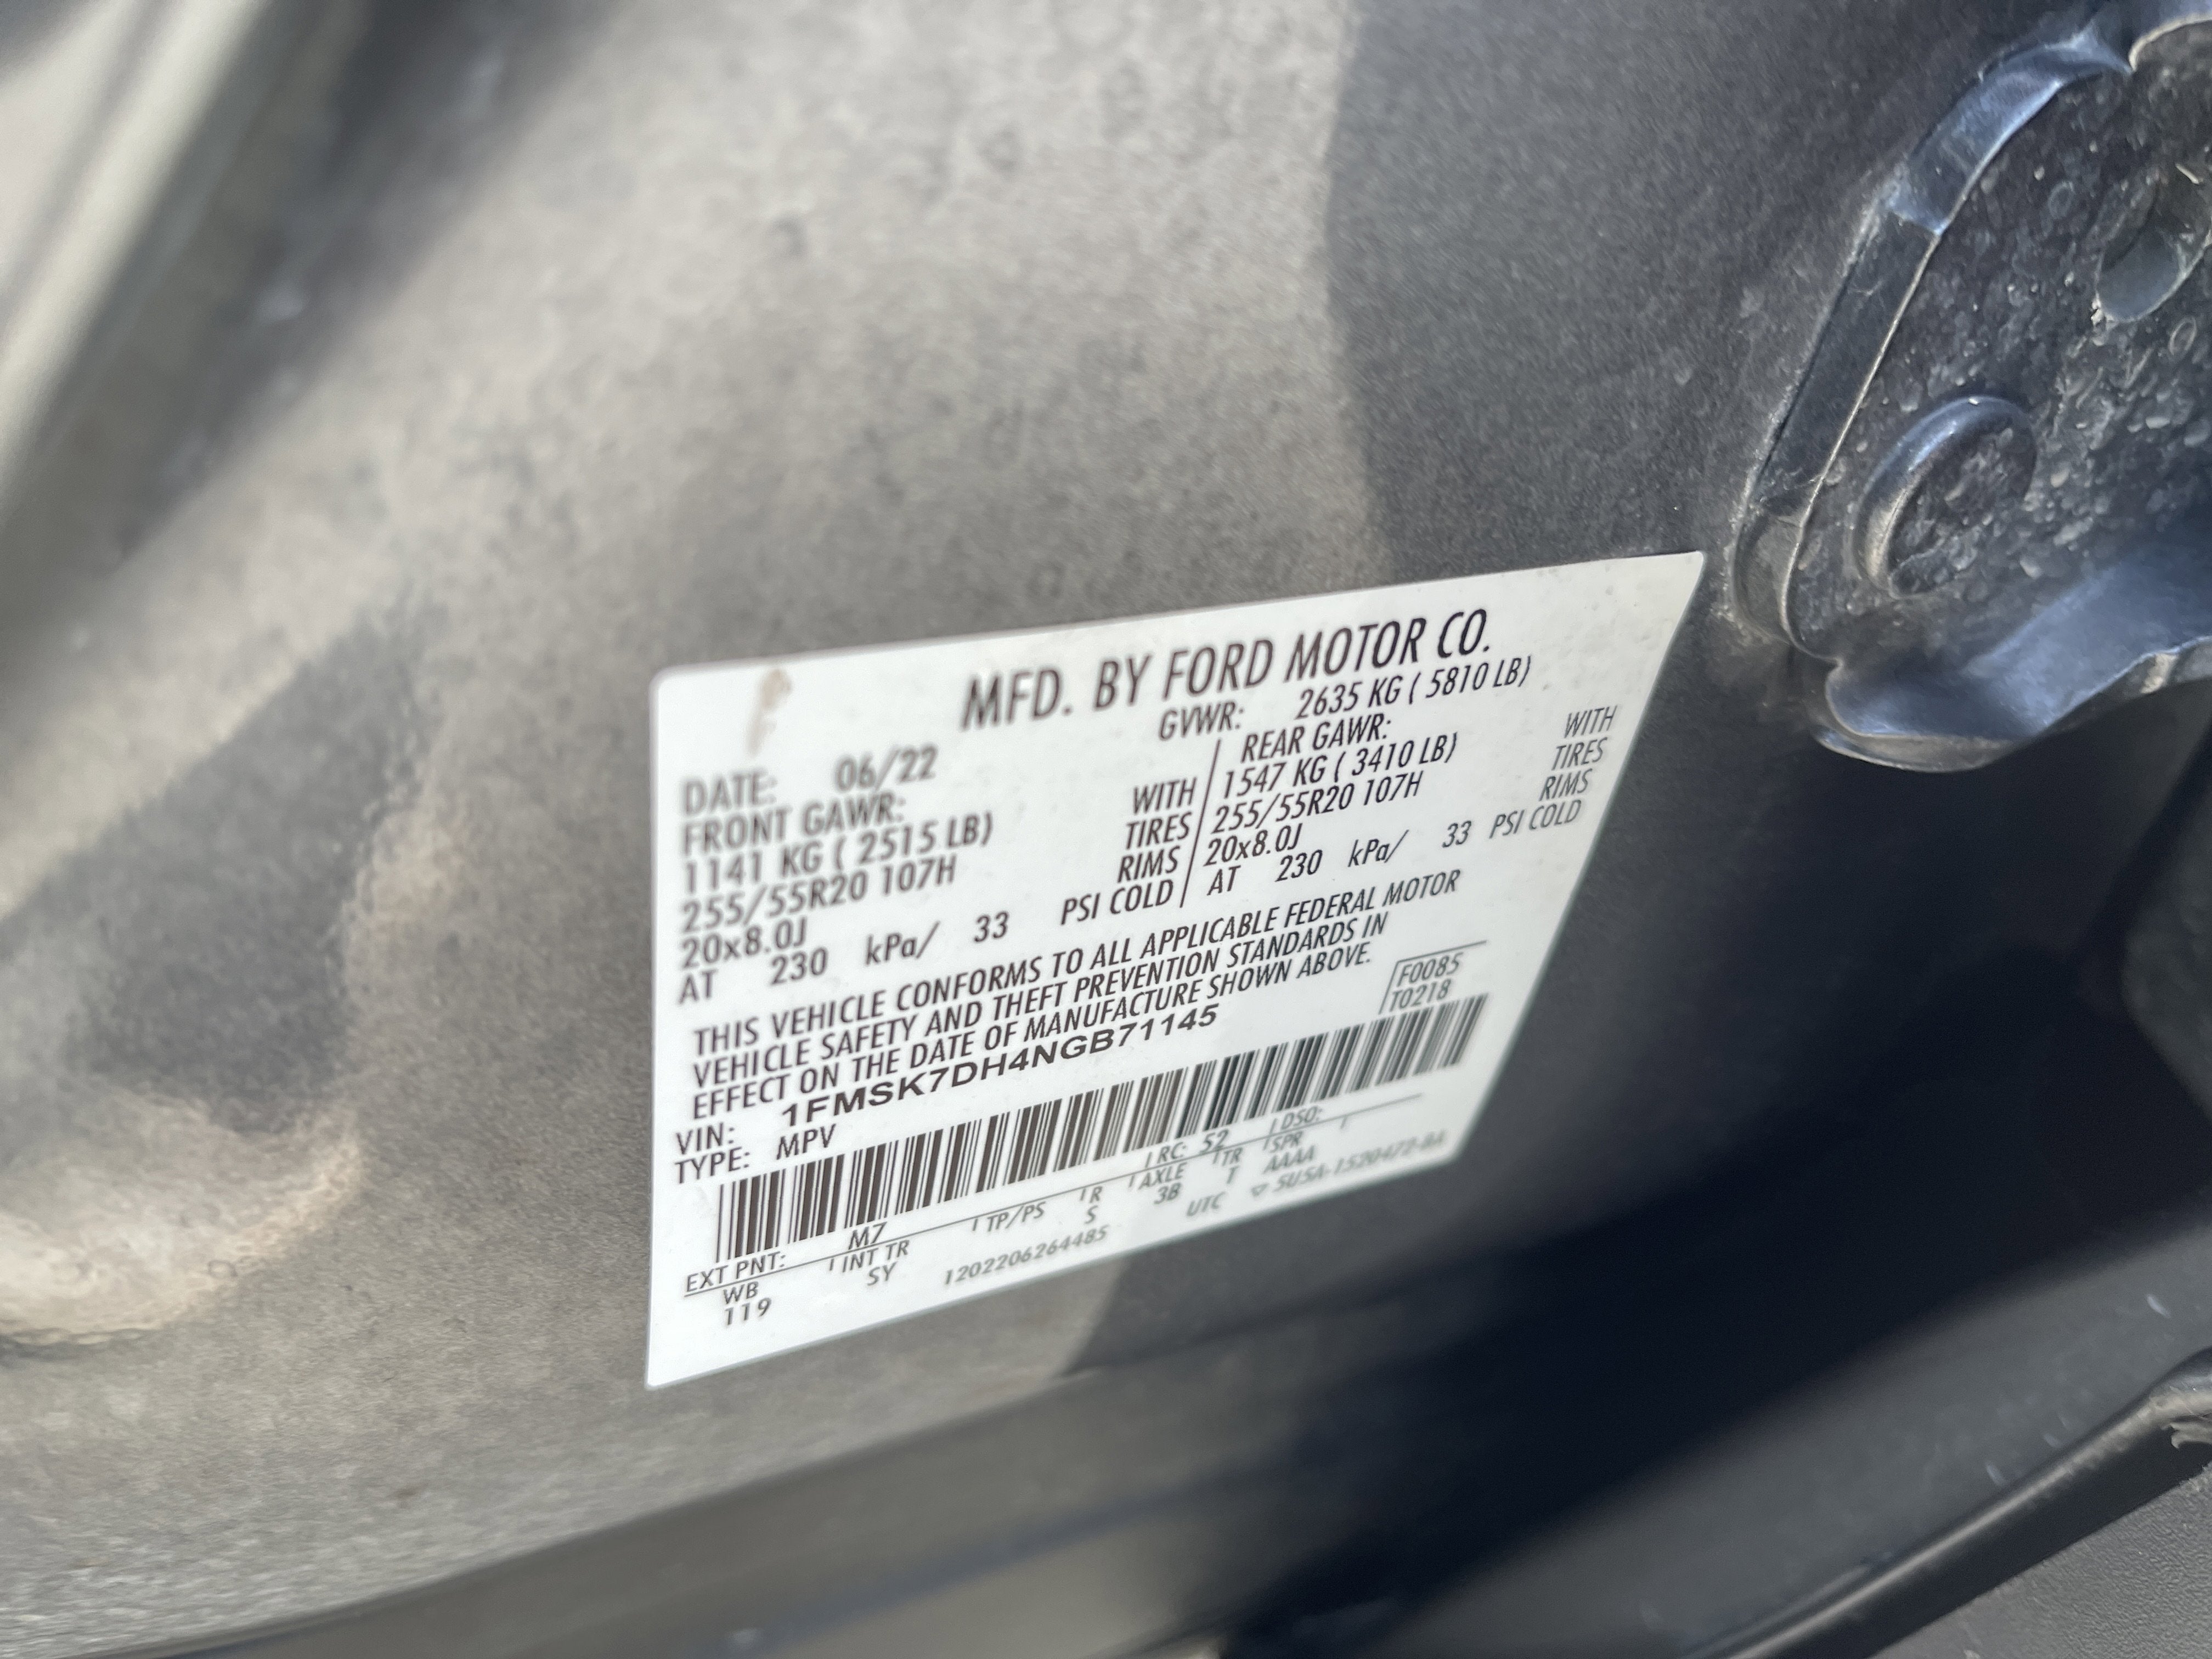 MFD. BY FORD MOTOR CO.
DATE: 06/22 GVWR: 2635 KG ( 5810 LB)
FRONT GAWR: REAR GAWR:
1141 KG ( 2515 LB) WITH 1547 KG ( 3410 LB) WITH
255/55R20 107H TIRES 255/55R20 107H TIRES
20x8.0J RIMS 20x8.0J RIMS
AT 230 kPa/ 33 PSI COLD AT 230 kPa/ 33 PSI COLD
THIS VEHICLE CONFORMS TO ALL APPLICABLE FEDERAL MOTOR
VEHICLE SAFETY AND THEFT PREVENTION STANDARDS IN
EFFECT ON THE DATE OF MANUFACTURE SHOWN ABOVE.
F0085
VIN: 1FMSK7DH4NGB71145
T0218
TYPE: MPV
EXT PNT: M7 RC: 52 DSO:
WB INT TR TP/PS R AXLE TR SPR
119 SY S 3B T AAAA
1202206264485 UTC ▽ 5U5A-1520472-BA